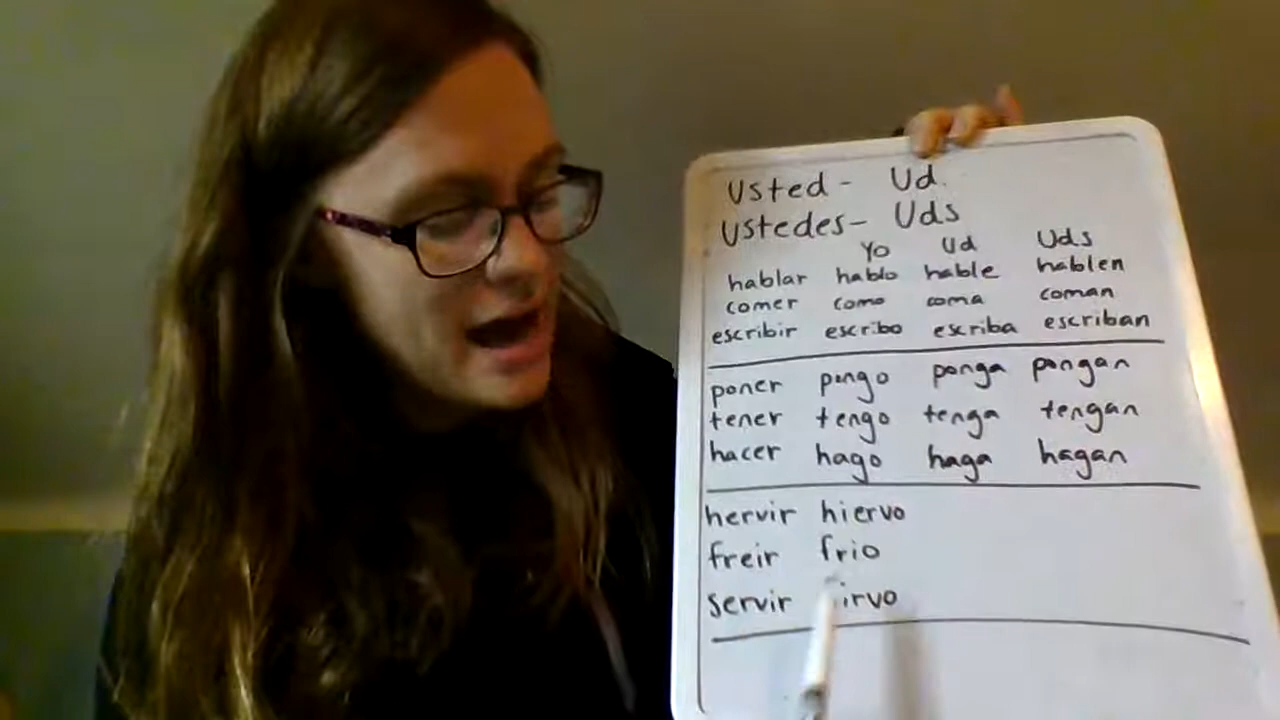 Usted - Ud.
Ustedes - Uds
Yo Ud Uds
hablar hablo hable hablen
comer como coma coman
escribir escribo escriba escriban
poner pongo ponga pongan
tener tengo tenga tengan
hacer hago haga hagan
hervir hiervo
freir frio
servir